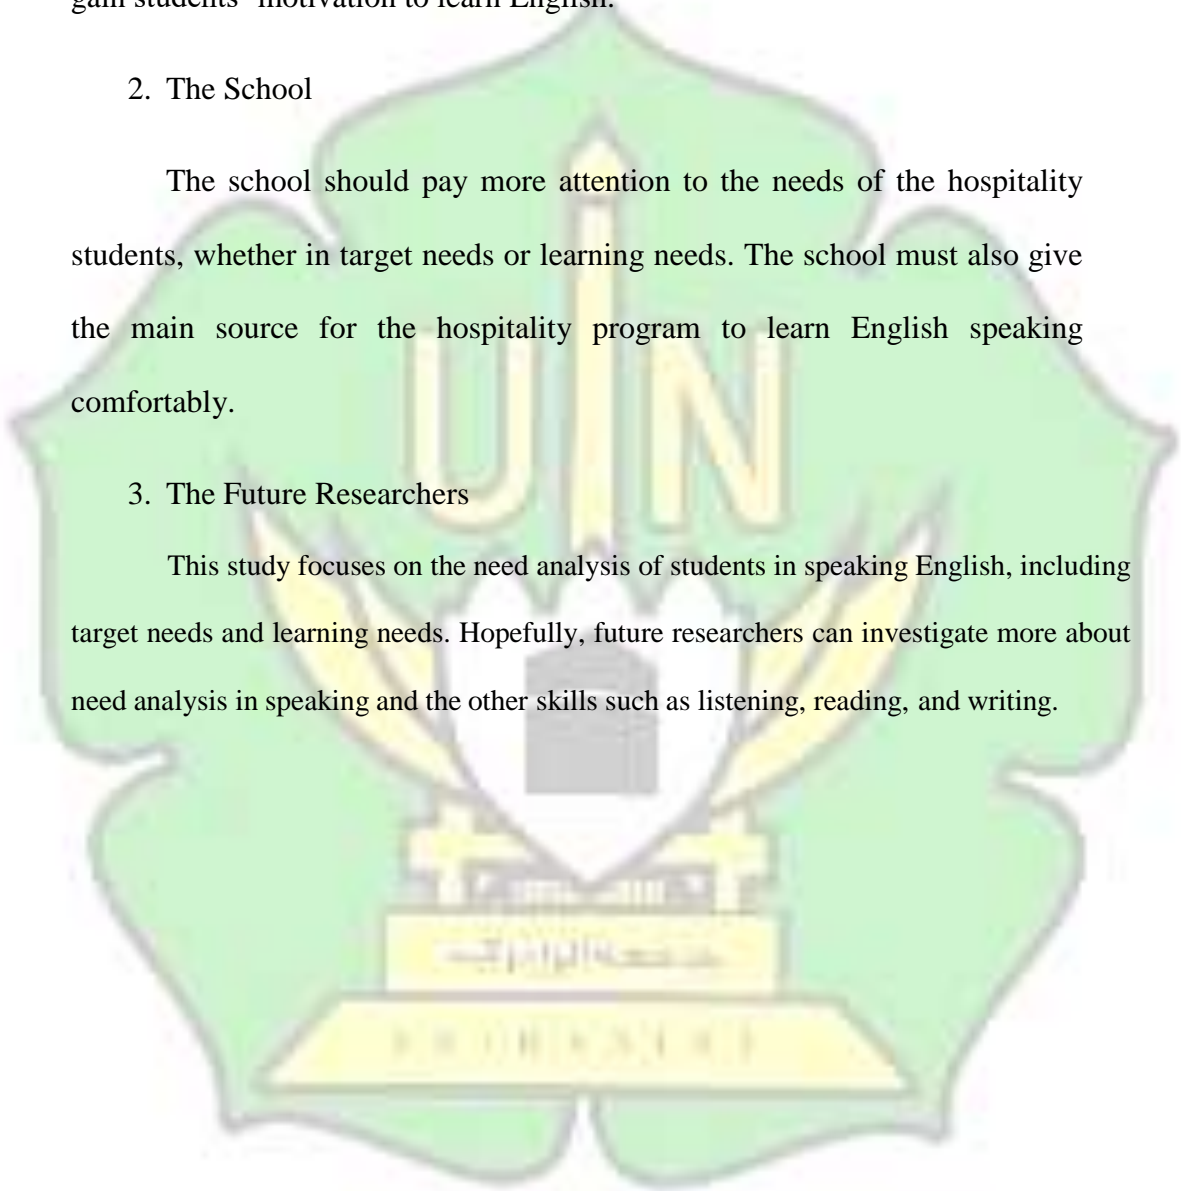 gain students' motivation to learn English.
2. The School
The school should pay more attention to the needs of the hospitality
students, whether in target needs or learning needs. The school must also give
the main source for the hospitality program to learn English speaking
comfortably.
3. The Future Researchers
This study focuses on the need analysis of students in speaking English, including
target needs and learning needs. Hopefully, future researchers can investigate more about
need analysis in speaking and the other skills such as listening, reading, and writing.
UIN